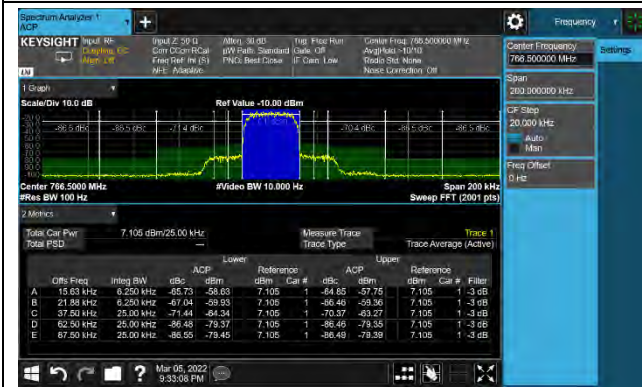 Spectrum Analyzer 1
ACP
KEYSIGHT Input: RF
Coupling: DC
Align: Off
Input Z: 50 Ω
Corr CCorr RCal
Freq Ref: Int (S)
NFE: Adaptive
Atten: 30 dB
µW Path: Standard
PNO: Best Close
Trig: Free Run
Gate: Off
IF Gain: Low
Center Freq: 766.500000 MHz
Avg|Hold:>10/10
Radio Std: None
Noise Correction: Off
1 Graph
Scale/Div 10.0 dB
Ref Value -10.00 dBm
-86.5 dBc -86.5 dBc -71.4 dBc -70.4 dBc -86.5 dBc -86.5 dBc
Center 766.5000 MHz
#Video BW 10.000 Hz
Span 200 kHz
#Res BW 100 Hz
Sweep FFT (2001 pts)
2 Metrics
Total Car Pwr 7.105 dBm/25.00 kHz
Measure Trace Trace 1
Total PSD —
Trace Type Trace Average (Active)
Lower Upper
ACP Reference ACP Reference
Offs Freq Integ BW dBc dBm dBm Car # dBc dBm dBm Car # Filter
A 15.63 kHz 6.250 kHz -65.73 -58.63 7.105 1 -64.85 -57.75 7.105 1 -3 dB
B 21.88 kHz 6.250 kHz -67.04 -59.93 7.105 1 -66.46 -59.36 7.105 1 -3 dB
C 37.50 kHz 25.00 kHz -71.44 -64.34 7.105 1 -70.37 -63.27 7.105 1 -3 dB
D 62.50 kHz 25.00 kHz -86.48 -79.37 7.105 1 -86.46 -79.35 7.105 1 -3 dB
E 87.50 kHz 25.00 kHz -86.55 -79.45 7.105 1 -86.49 -79.39 7.105 1 -3 dB
Mar 05, 2022
9:33:08 PM
Frequency
Center Frequency
766.500000 MHz
Settings
Span
200.000000 kHz
CF Step
20.000 kHz
Auto
Man
Freq Offset
0 Hz